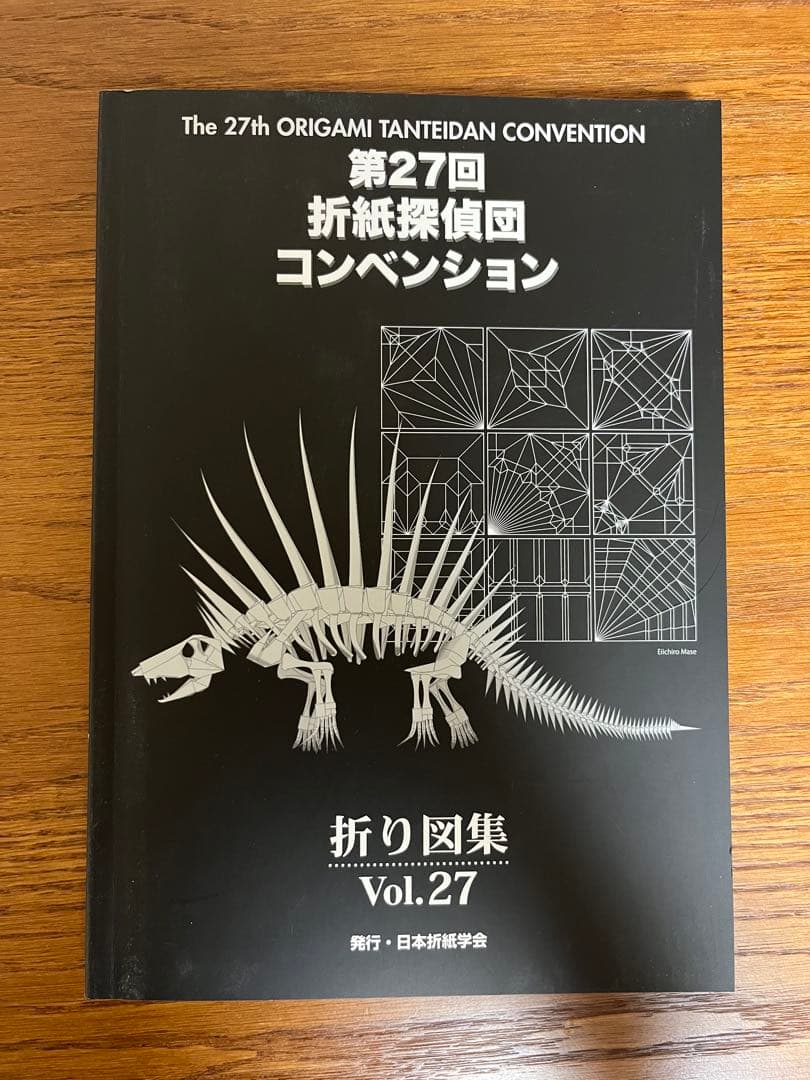 The 27th ORIGAMI TANTEIDAN CONVENTION
第27回
折紙探偵団
コンベンション
Eiichiro Mase
折り図集
Vol.27
発行・日本折紙学会